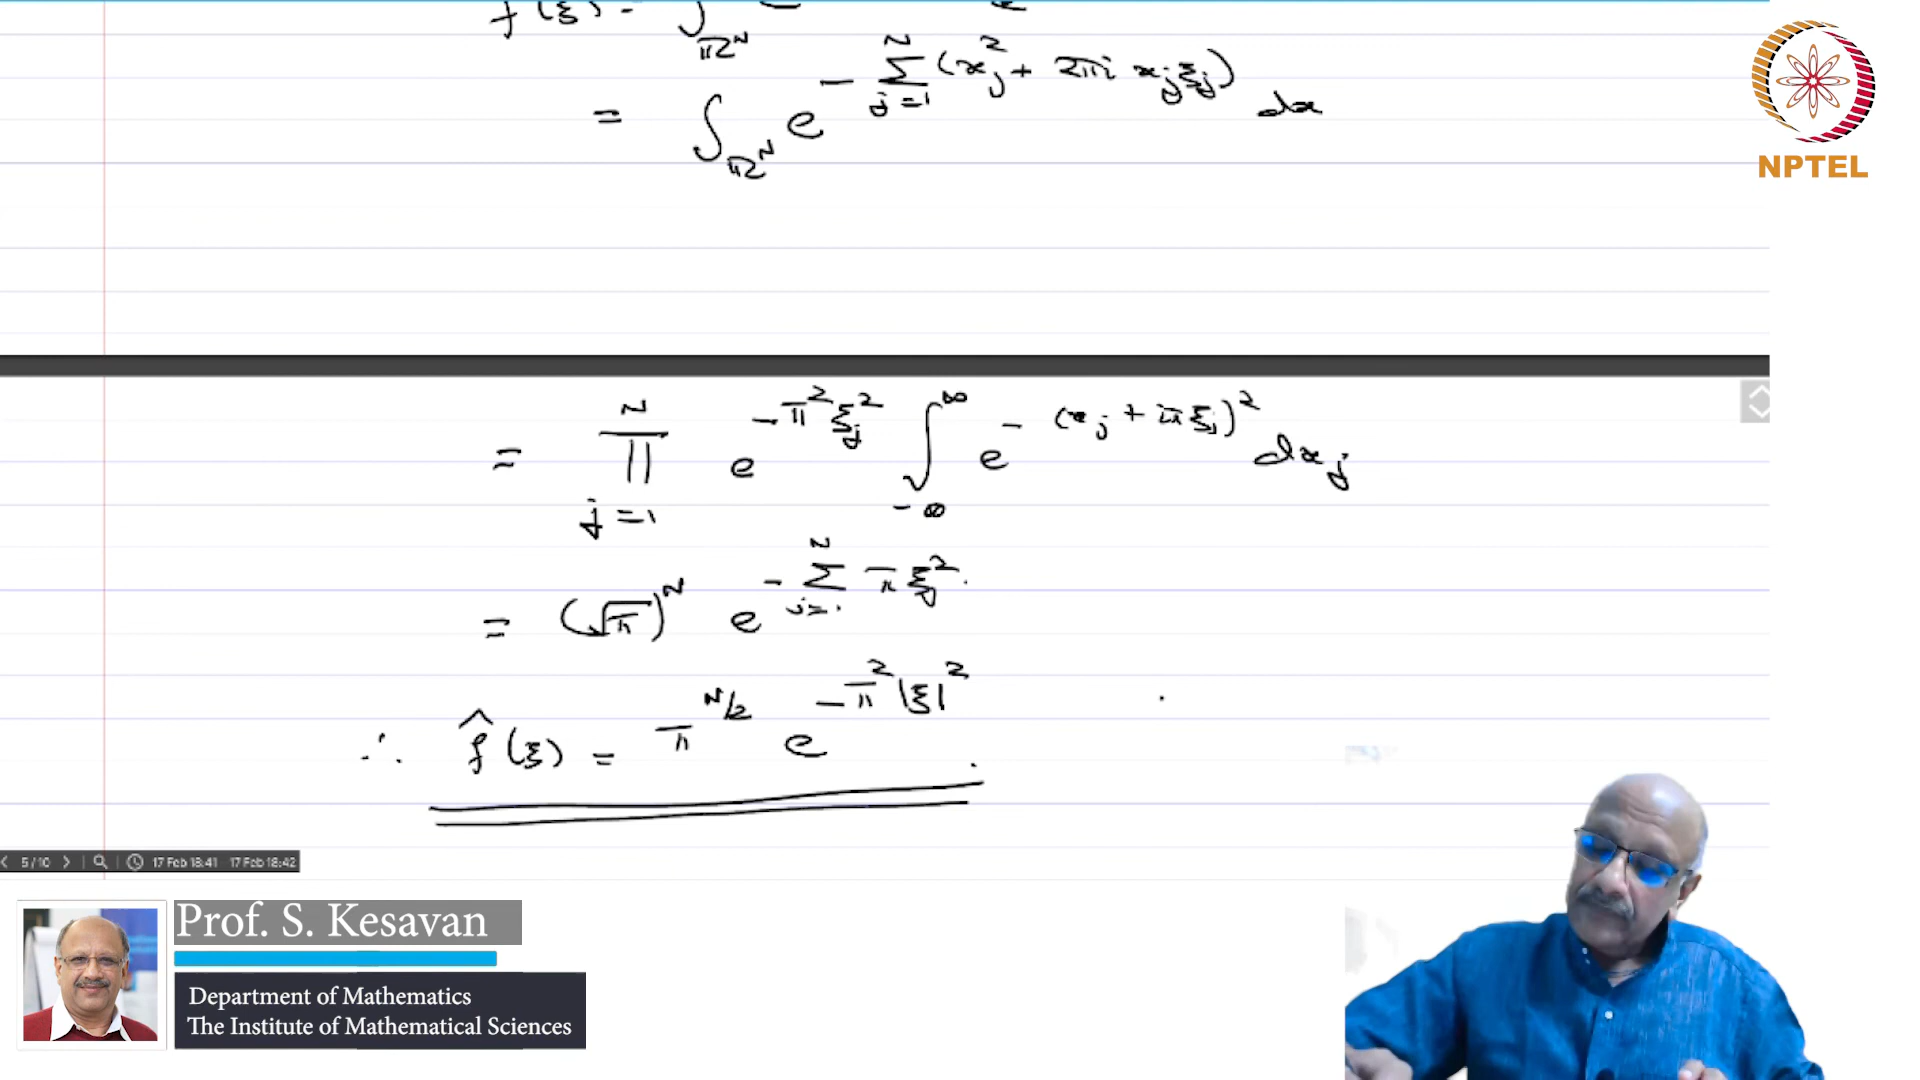 f̂(ξ) = ∫_{ℝ^N}
= ∫_{ℝ^N} e^{-∑_{j=1}^{N} (x_j^2 + 2πi x_j ξ_j)} dx
NPTEL
= ∏_{j=1}^{N} e^{-π^2 ξ_j^2} ∫_{-∞}^{∞} e^{-(x_j + iπ ξ_j)^2} dx_j
= (√π)^N e^{-∑_{j=1}^{N} π ξ_j^2}.
∴ f̂(ξ) = π^{N/2} e^{-π^2 |ξ|^2}.
5 / 10 17 Feb 18:41 17 Feb 18:42
Prof. S. Kesavan
Department of Mathematics
The Institute of Mathematical Sciences